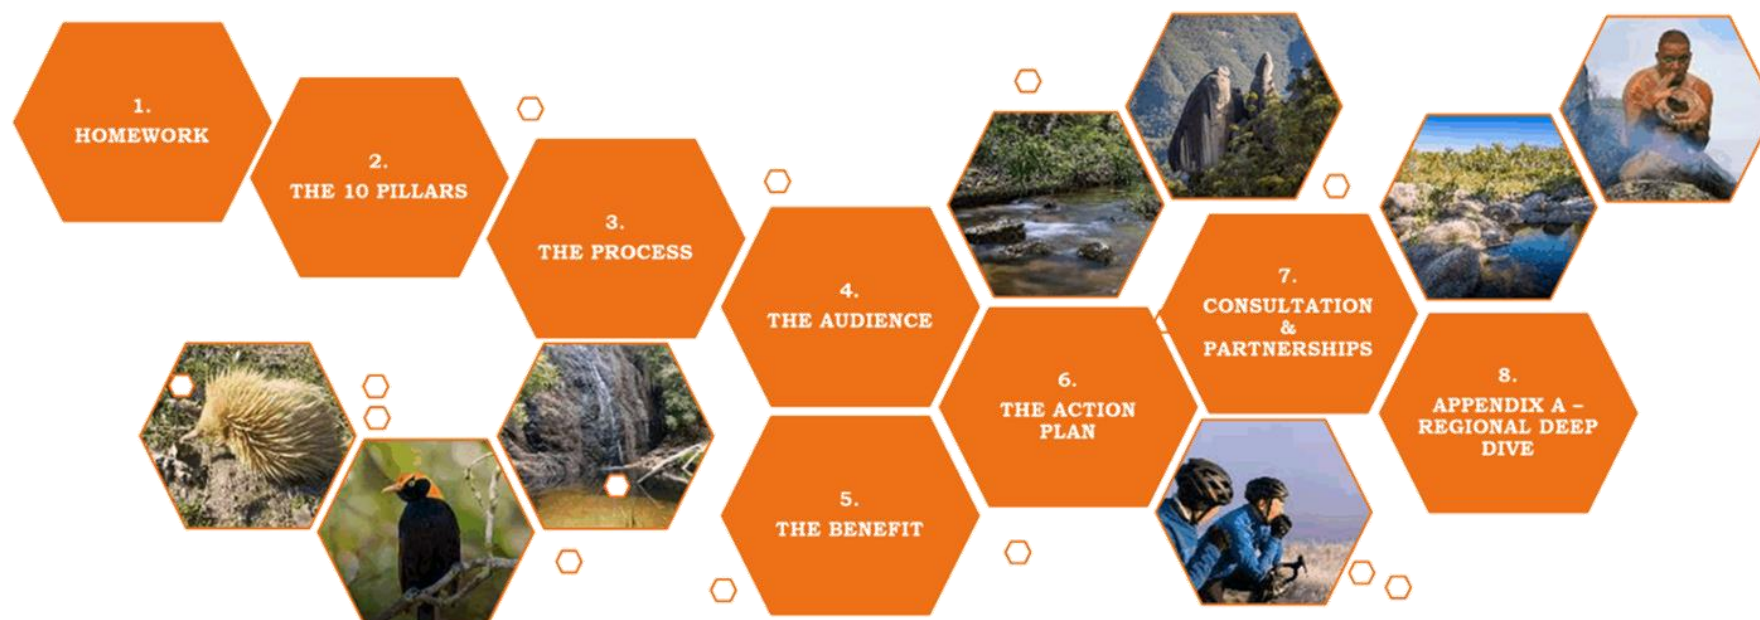 1.
HOMEWORK
2.
THE 10 PILLARS
3.
THE PROCESS
4.
THE AUDIENCE
5.
THE BENEFIT
6.
THE ACTION
PLAN
7.
CONSULTATION
&
PARTNERSHIPS
8.
APPENDIX A –
REGIONAL DEEP
DIVE